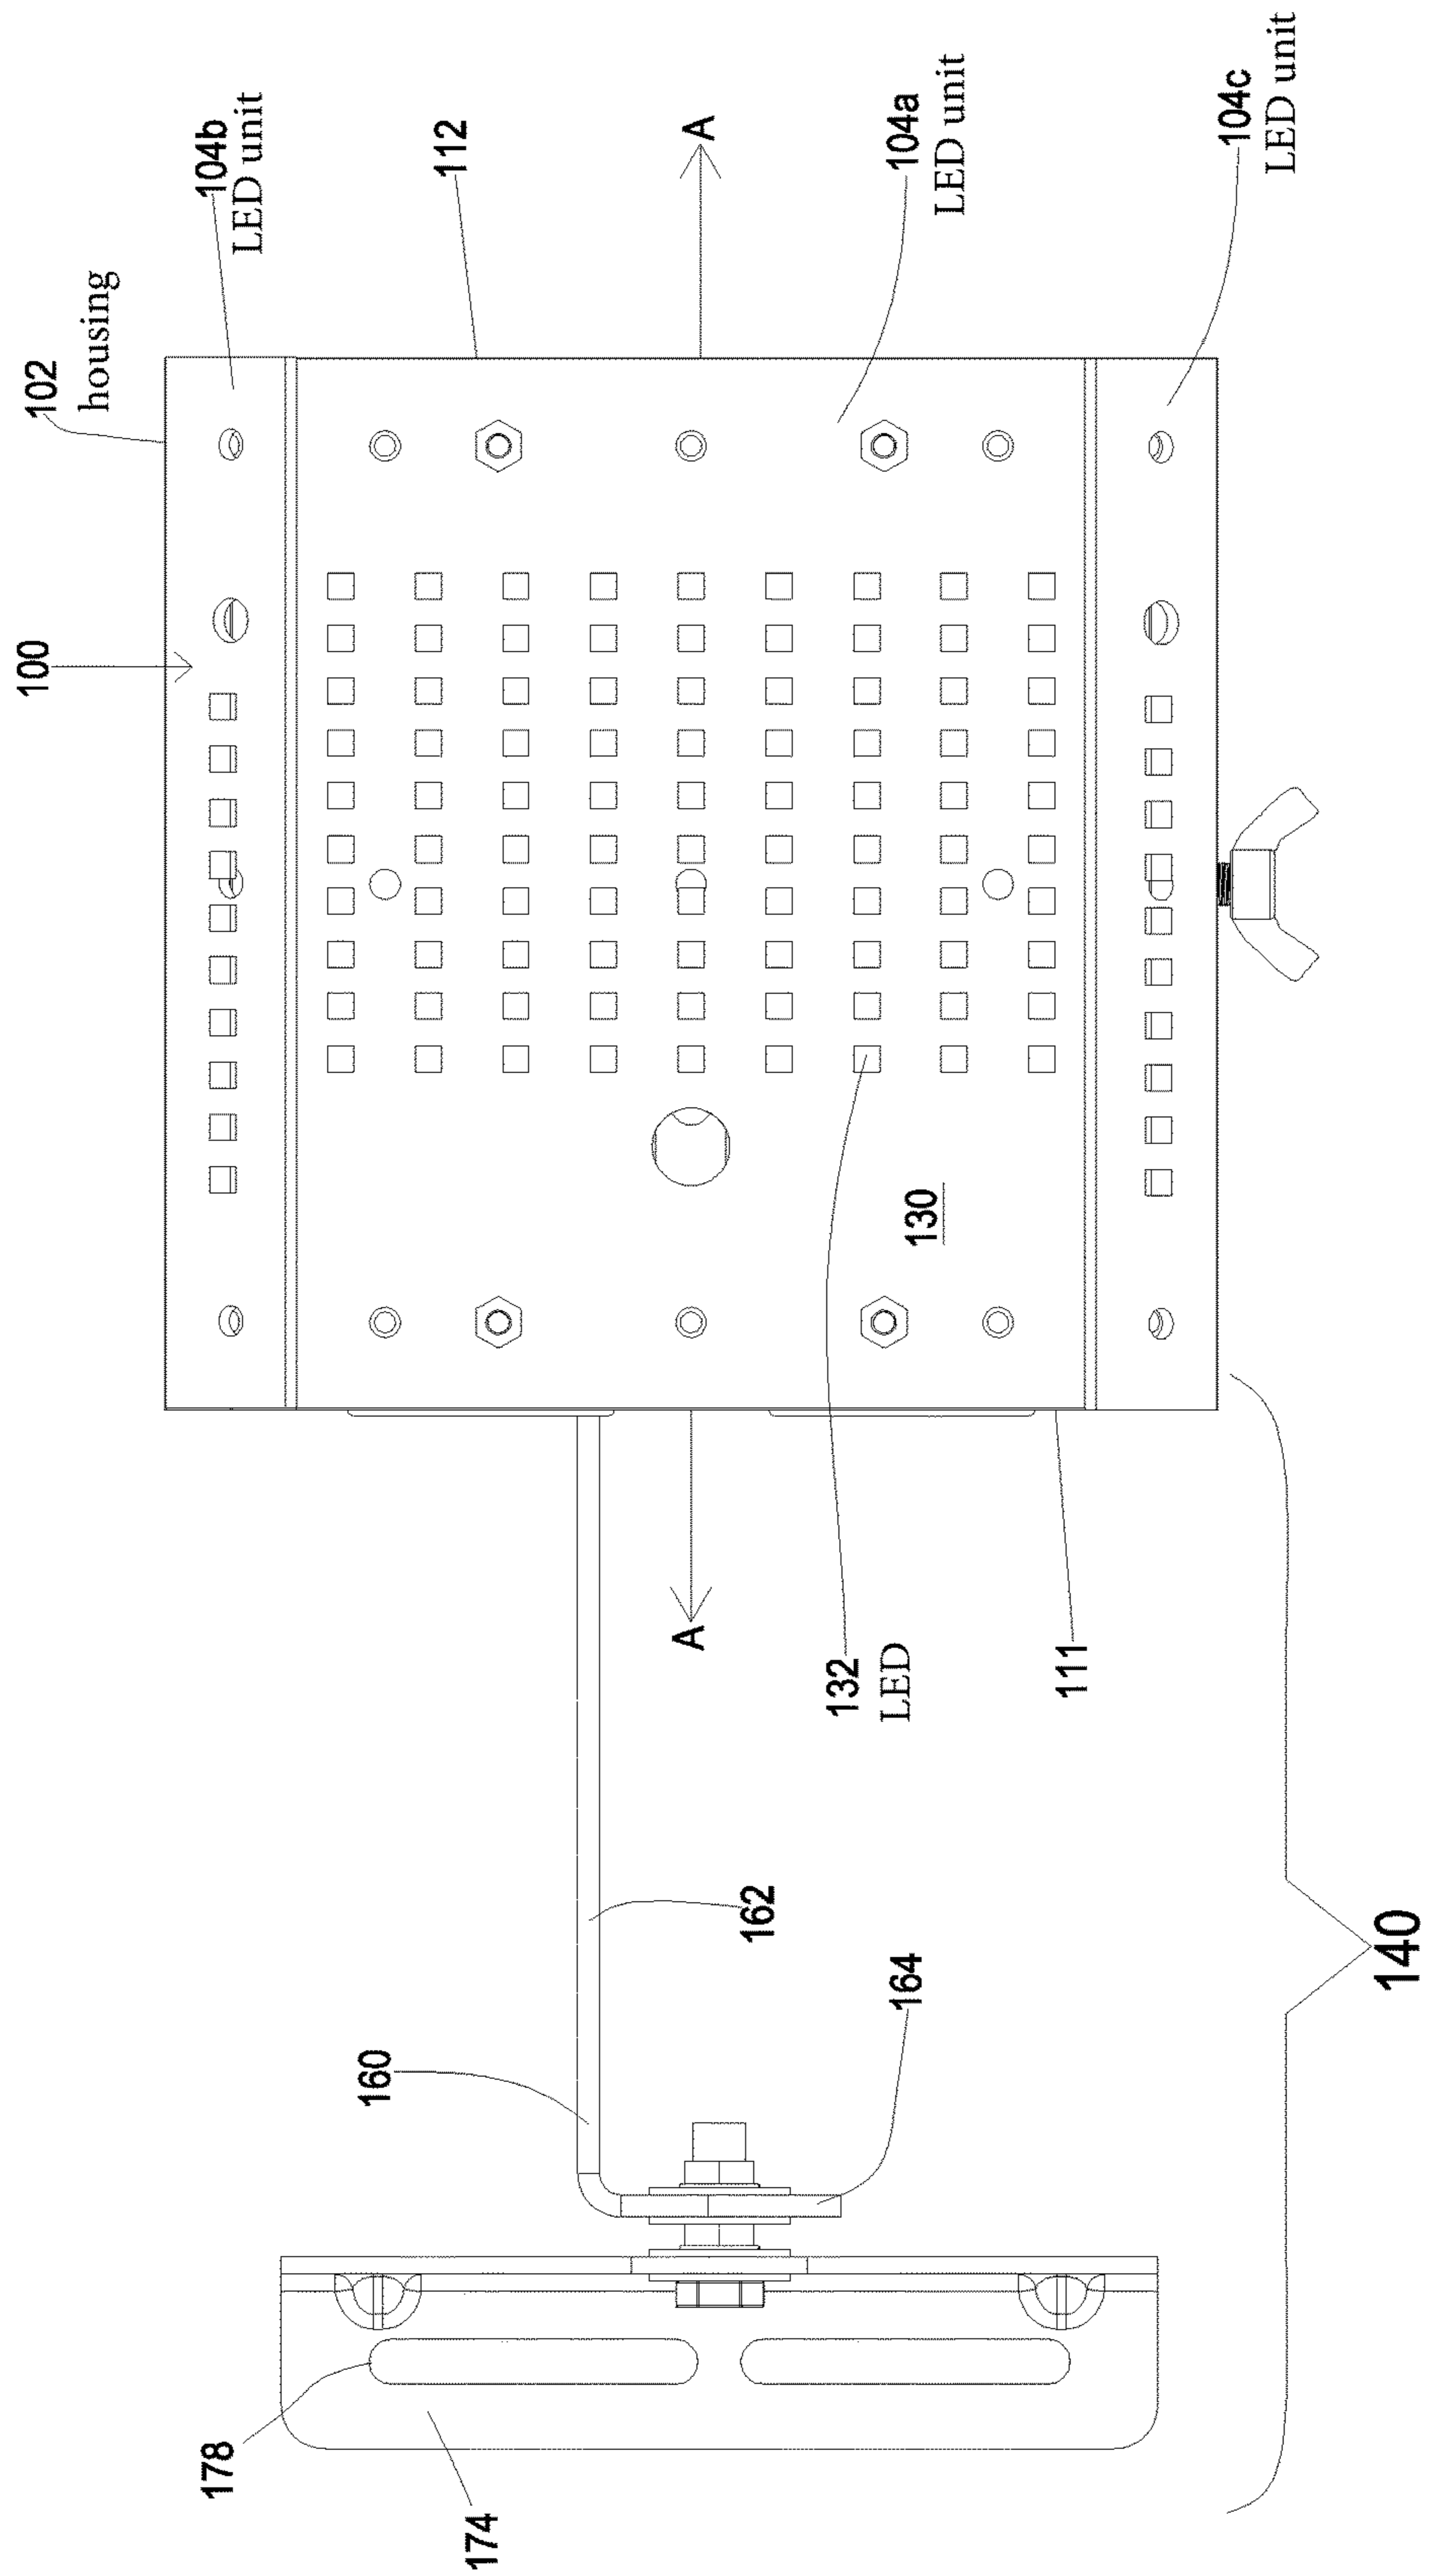 100
102
housing
104b
LED unit
112
A
104a
LED unit
104c
LED unit
130
A
132
LED
111
162
160
164
140
178
174